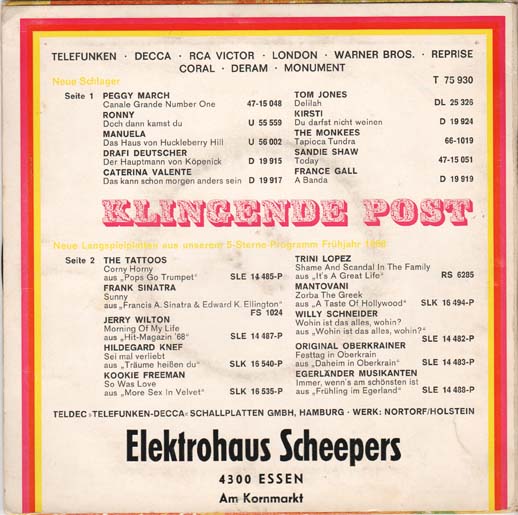 TELEFUNKEN · DECCA · RCA VICTOR · LONDON · WARNER BROS. · REPRISE
CORAL · DERAM · MONUMENT
Neue Schlager
T 75 930
Seite 1 PEGGY MARCH
Canale Grande Number One 47-15 048
RONNY
Doch dann kamst du U 55 559
MANUELA
Das Haus von Huckleberry Hill U 56 002
DRAFI DEUTSCHER
Der Hauptmann von Köpenick D 19 915
CATERINA VALENTE
Das kann schon morgen anders sein D 19 917
TOM JONES
Delilah DL 25 326
KIRSTI
Du darfst nicht weinen D 19 924
THE MONKEES
Tapioca Tundra 66-1019
SANDIE SHAW
Today 47-15 051
FRANCE GALL
A Banda D 19 919
KLINGENDE POST
Neue Langspielplatten aus unserem 5-Sterne-Programm Frühjahr 1968
Seite 2 THE TATTOOS
Corny Horny
aus „Pops Go Trumpet" SLE 14 485-P
FRANK SINATRA
Sunny
aus „Francis A. Sinatra & Edward K. Ellington"
FS 1024
JERRY WILTON
Morning Of My Life
aus „Hit-Magazin '68" SLE 14 487-P
HILDEGARD KNEF
Sei mal verliebt
aus „Träume heißen du" SLK 16 540-P
KOOKIE FREEMAN
So Was Love
aus „More Sex In Velvet" SLK 16 535-P
TRINI LOPEZ
Shame And Scandal In The Family
aus „It's A Great Life" RS 6285
MANTOVANI
Zorba The Greek
aus „A Taste Of Hollywood" SLK 16 494-P
WILLY SCHNEIDER
Wohin ist das alles, wohin?
aus „Wohin ist das alles, wohin?"
SLE 14 482-P
ORIGINAL OBERKRAINER
Festtag in Oberkrain
aus „Daheim in Oberkrain" SLE 14 483-P
EGERLÄNDER MUSIKANTEN
Immer, wenn's am schönsten ist
aus „Frühling im Egerland" SLE 14 488-P
TELDEC »TELEFUNKEN-DECCA« SCHALLPLATTEN GMBH, HAMBURG · WERK: NORTORF/HOLSTEIN
Elektrohaus Scheepers
4300 ESSEN
Am Kornmarkt